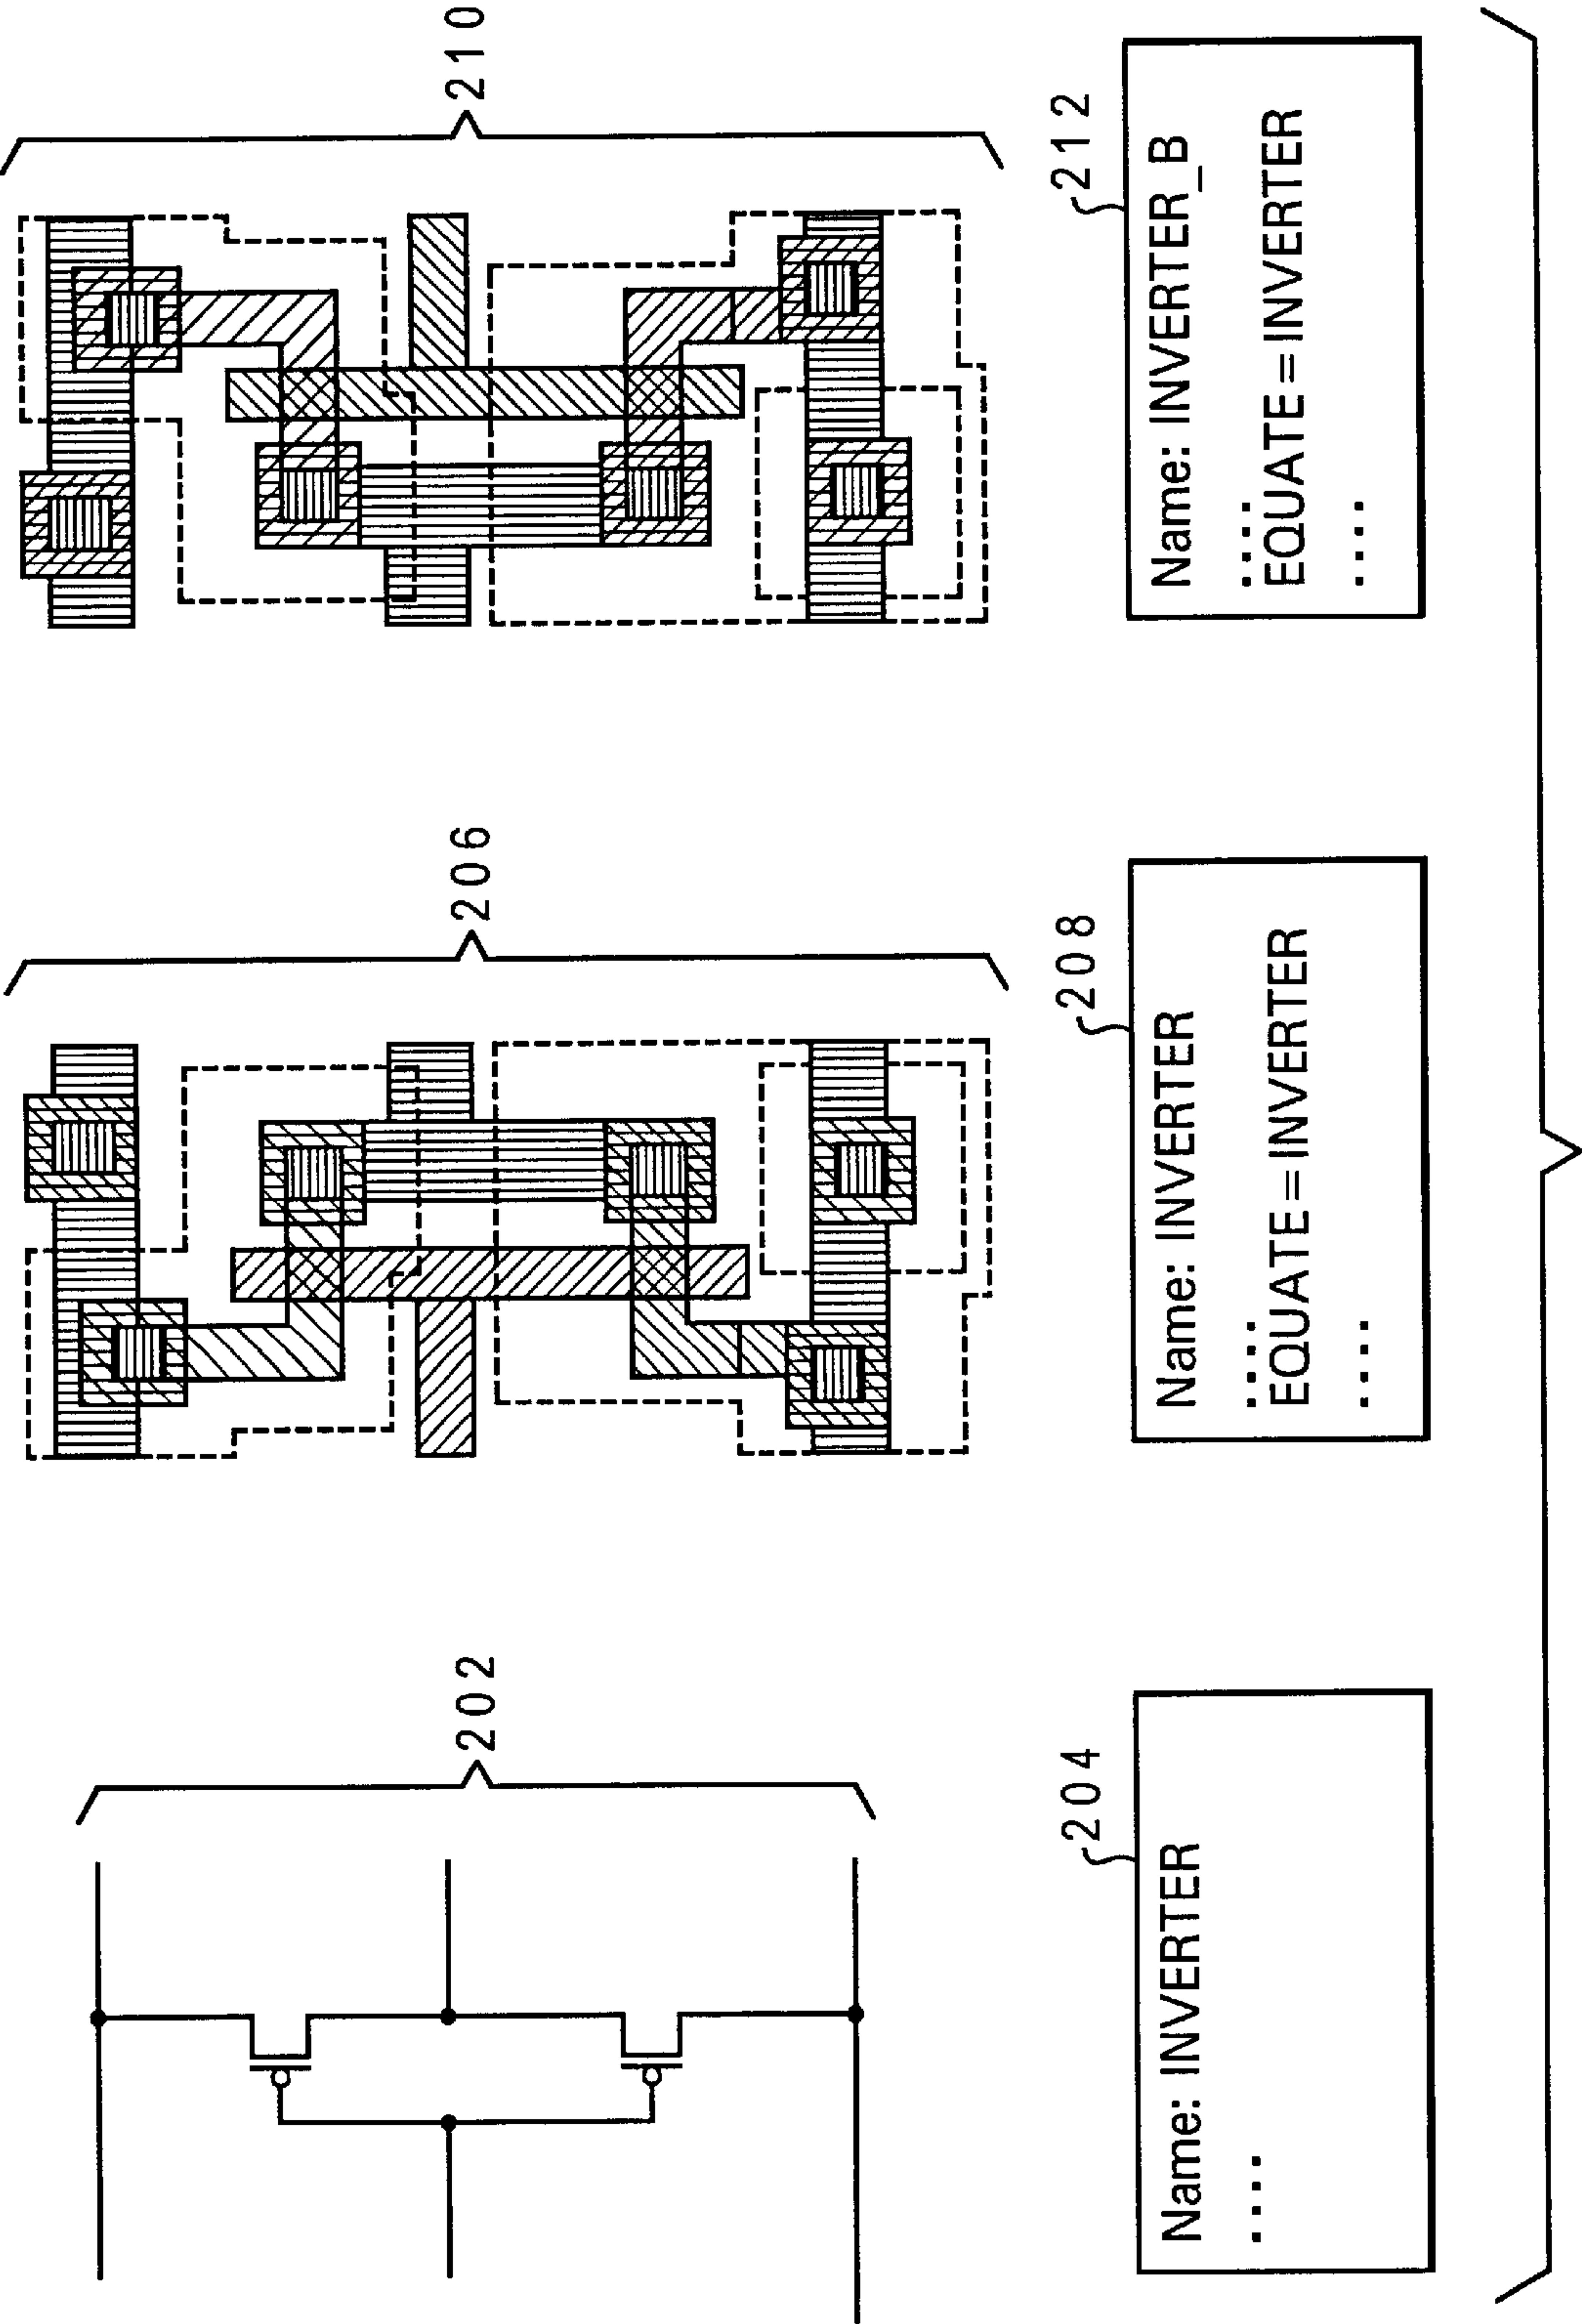 202
206
210
204
Name: INVERTER
....
208
Name: INVERTER
....
EQUATE=INVERTER
....
212
Name: INVERTER_B
....
EQUATE=INVERTER
....